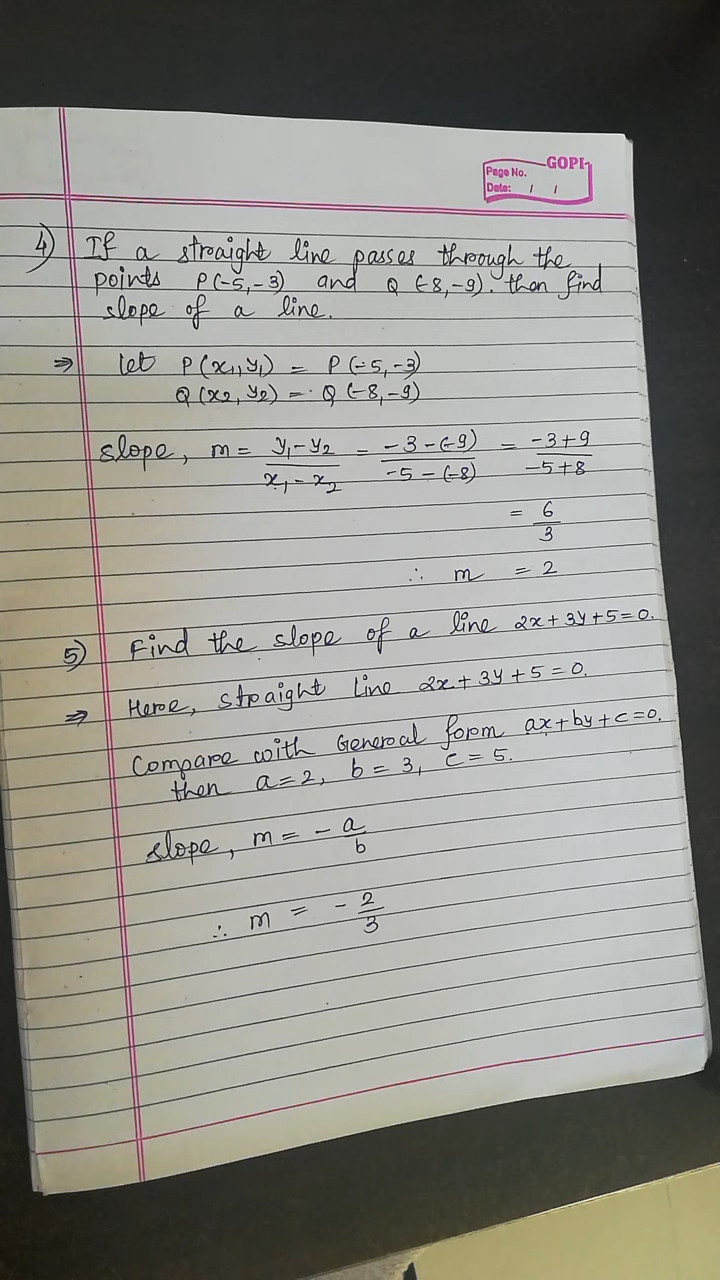 GOPI
Page No.
Date: / /
4) If a straight line passes through the
points P(-5,-3) and Q (-8,-9). then find
slope of a line.
⇒ let P(x₁,y₁) = P(-5,-3)
Q(x₂, y₂) = Q (-8,-9)
slope, m = y₁-y₂/x₁-x₂ = -3-(-9)/-5-(-8) = -3+9/-5+8
= 6/3
∴ m = 2
5) Find the slope of a line 2x+3y+5=0.
⇒ Here, straight line 2x+3y+5=0.
Compare with General form ax+by+c=0.
then a=2, b=3, c=5.
slope, m = -a/b
∴ m = -2/3